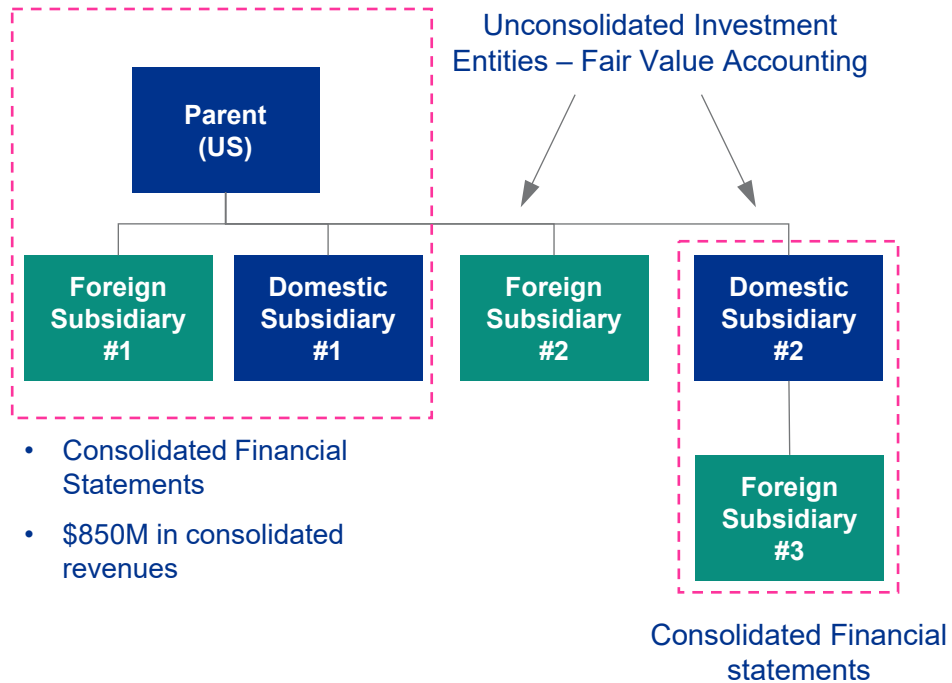 Unconsolidated Investment
Entities – Fair Value Accounting
Parent
(US)
Foreign
Subsidiary
#1
Domestic
Subsidiary
#1
Foreign
Subsidiary
#2
Domestic
Subsidiary
#2
• Consolidated Financial
Statements
• $850M in consolidated
revenues
Foreign
Subsidiary
#3
Consolidated Financial
statements